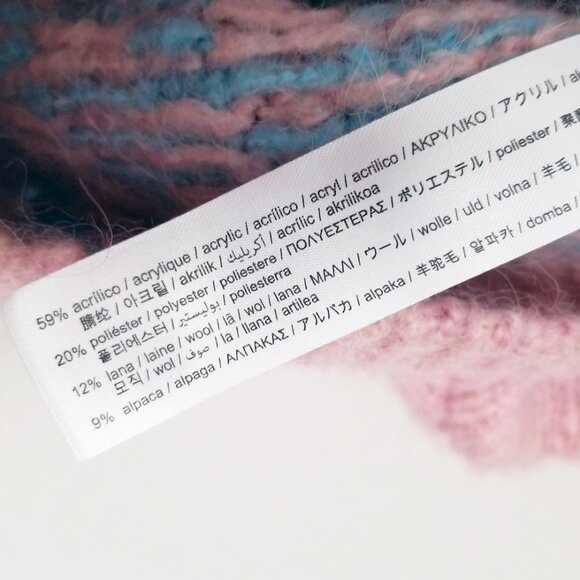 59% acrílico / acrylique / acrylic / acrílico / acryl / acrilico / ΑΚΡΥΛΙΚΟ / アクリル / ak
腈纶 / 아크릴 / akrilik / أكريليك / acrilic / akrilikoa
20% poliéster / polyester / poliestere / ΠΟΛΥΕΣΤΕΡΑΣ / ポリエステル / poliester / 聚
폴리에스터 / بوليستير / poliesterra
12% lana / laine / wool / lã / wol / lana / ΜΑΛΛΙ / ウール / wolle / uld / volna / 羊毛 /
모직 / wol / صوف / la / llana / artilea
9% alpaca / alpaga / ΑΛΠΑΚΑΣ / アルパカ / alpaka / 羊驼毛 / 알파카 / domba /